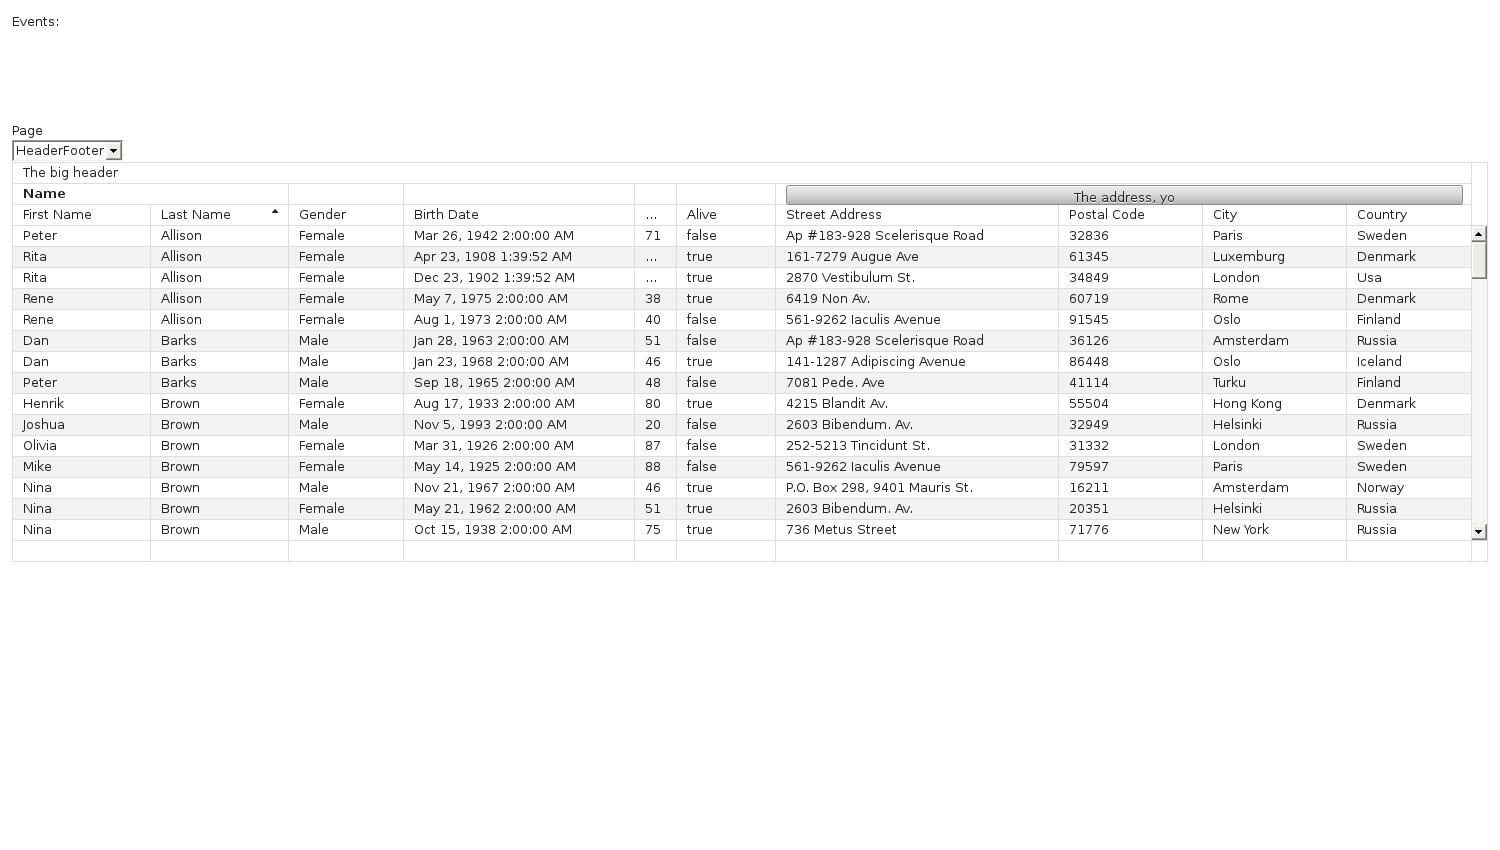 Events:
Page
HeaderFooter
The big header
Name The address, yo
First Name Last Name Gender Birth Date ... Alive Street Address Postal Code City Country
Peter Allison Female Mar 26, 1942 2:00:00 AM 71 false Ap #183-928 Scelerisque Road 32836 Paris Sweden
Rita Allison Female Apr 23, 1908 1:39:52 AM ... true 161-7279 Augue Ave 61345 Luxemburg Denmark
Rita Allison Female Dec 23, 1902 1:39:52 AM ... true 2870 Vestibulum St. 34849 London Usa
Rene Allison Female May 7, 1975 2:00:00 AM 38 true 6419 Non Av. 60719 Rome Denmark
Rene Allison Female Aug 1, 1973 2:00:00 AM 40 false 561-9262 Iaculis Avenue 91545 Oslo Finland
Dan Barks Male Jan 28, 1963 2:00:00 AM 51 false Ap #183-928 Scelerisque Road 36126 Amsterdam Russia
Dan Barks Male Jan 23, 1968 2:00:00 AM 46 true 141-1287 Adipiscing Avenue 86448 Oslo Iceland
Peter Barks Male Sep 18, 1965 2:00:00 AM 48 false 7081 Pede. Ave 41114 Turku Finland
Henrik Brown Female Aug 17, 1933 2:00:00 AM 80 true 4215 Blandit Av. 55504 Hong Kong Denmark
Joshua Brown Male Nov 5, 1993 2:00:00 AM 20 false 2603 Bibendum. Av. 32949 Helsinki Russia
Olivia Brown Female Mar 31, 1926 2:00:00 AM 87 false 252-5213 Tincidunt St. 31332 London Sweden
Mike Brown Female May 14, 1925 2:00:00 AM 88 false 561-9262 Iaculis Avenue 79597 Paris Sweden
Nina Brown Male Nov 21, 1967 2:00:00 AM 46 true P.O. Box 298, 9401 Mauris St. 16211 Amsterdam Norway
Nina Brown Female May 21, 1962 2:00:00 AM 51 true 2603 Bibendum. Av. 20351 Helsinki Russia
Nina Brown Male Oct 15, 1938 2:00:00 AM 75 true 736 Metus Street 71776 New York Russia